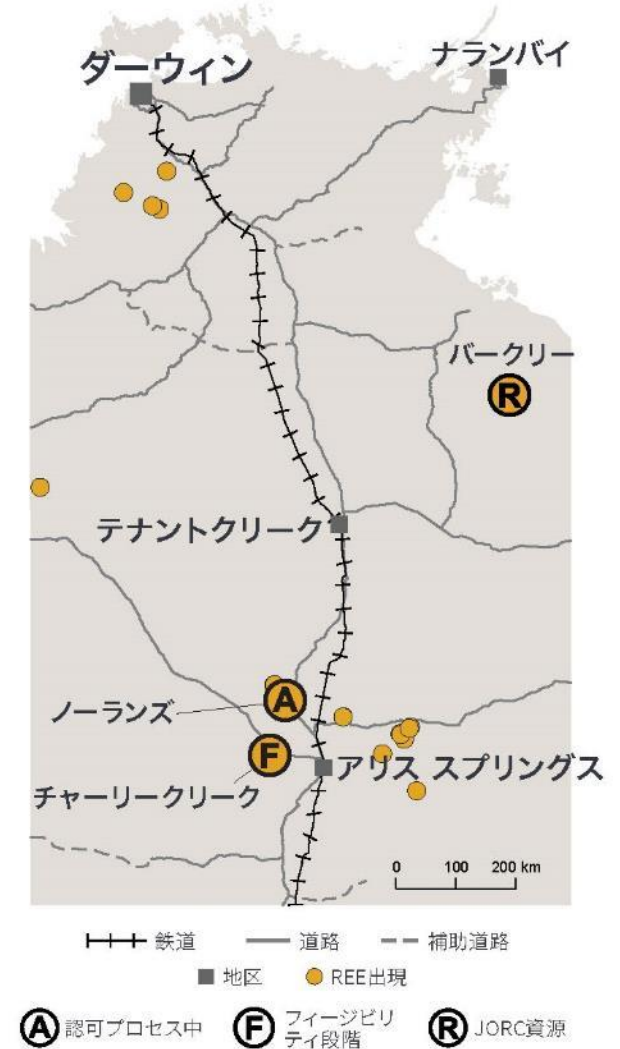 ダーウィン
ナランバイ
バークリー
R
テナントクリーク
ノーランズ
A
F
アリス スプリングス
チャーリークリーク
0 100 200 km
鉄道 道路 補助道路
地区 REE出現
A 認可プロセス中 F フィージビリ
ティ段階 R JORC資源